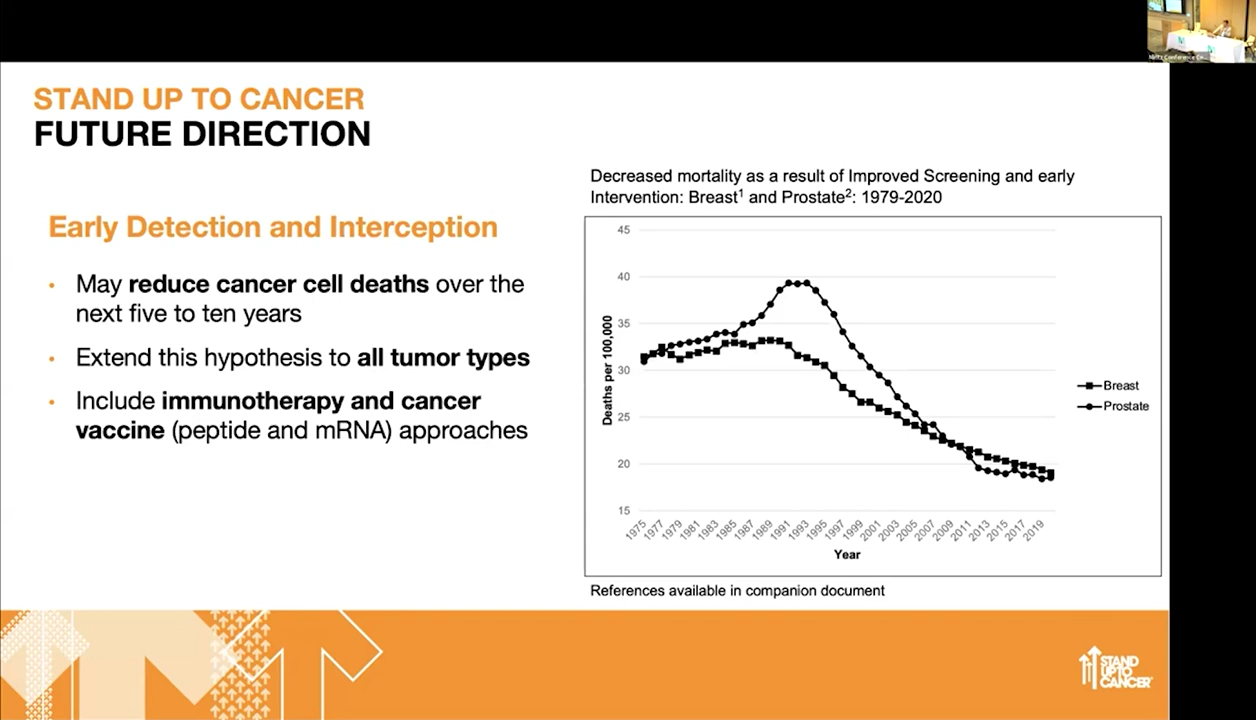 STAND UP TO CANCER
FUTURE DIRECTION
Early Detection and Interception
• May reduce cancer cell deaths over the
next five to ten years
• Extend this hypothesis to all tumor types
• Include immunotherapy and cancer
vaccine (peptide and mRNA) approaches
Decreased mortality as a result of Improved Screening and early
Intervention: Breast¹ and Prostate²: 1979-2020
45
40
35
30
25
20
15
Deaths per 100,000
1975 1977 1979 1981 1983 1985 1987 1989 1991 1993 1995 1997 1999 2001 2003 2005 2007 2009 2011 2013 2015 2017 2019
Year
Breast
Prostate
References available in companion document
STAND
UP TO
CANCER